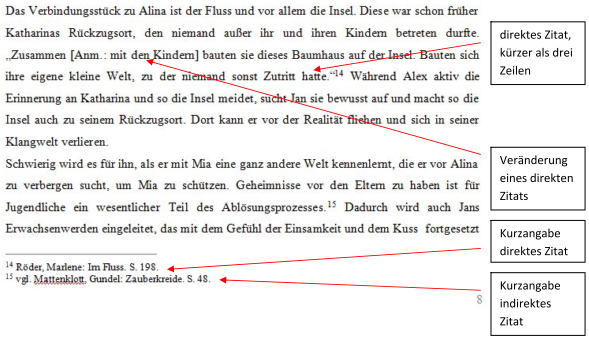 Das Verbindungsstück zu Alina ist der Fluss und vor allem die Insel. Diese war schon früher
Katharinas Rückzugsort, den niemand außer ihr und ihren Kindern betreten durfte.
„Zusammen [Anm.: mit den Kindern] bauten sie dieses Baumhaus auf der Insel. Bauten sich
ihre eigene kleine Welt, zu der niemand sonst Zutritt hatte.“14 Während Alex aktiv die
Erinnerung an Katharina und so die Insel meidet, sucht Jan sie bewusst auf und macht so die
Insel auch zu seinem Rückzugsort. Dort kann er vor der Realität fliehen und sich in seiner
Klangwelt verlieren.
Schwierig wird es für ihn, als er mit Mia eine ganz andere Welt kennenlernt, die er vor Alina
zu verbergen sucht, um Mia zu schützen. Geheimnisse vor den Eltern zu haben ist für
Jugendliche ein wesentlicher Teil des Ablösungsprozesses.15 Dadurch wird auch Jans
Erwachsenwerden eingeleitet, das mit dem Gefühl der Einsamkeit und dem Kuss fortgesetzt
14 Röder, Marlene: Im Fluss. S. 198.
15 vgl. Mattenklott, Gundel: Zauberkreide. S. 48.
8
direktes Zitat,
kürzer als drei
Zeilen
Veränderung
eines direkten
Zitats
Kurzangabe
direktes Zitat
Kurzangabe
indirektes
Zitat